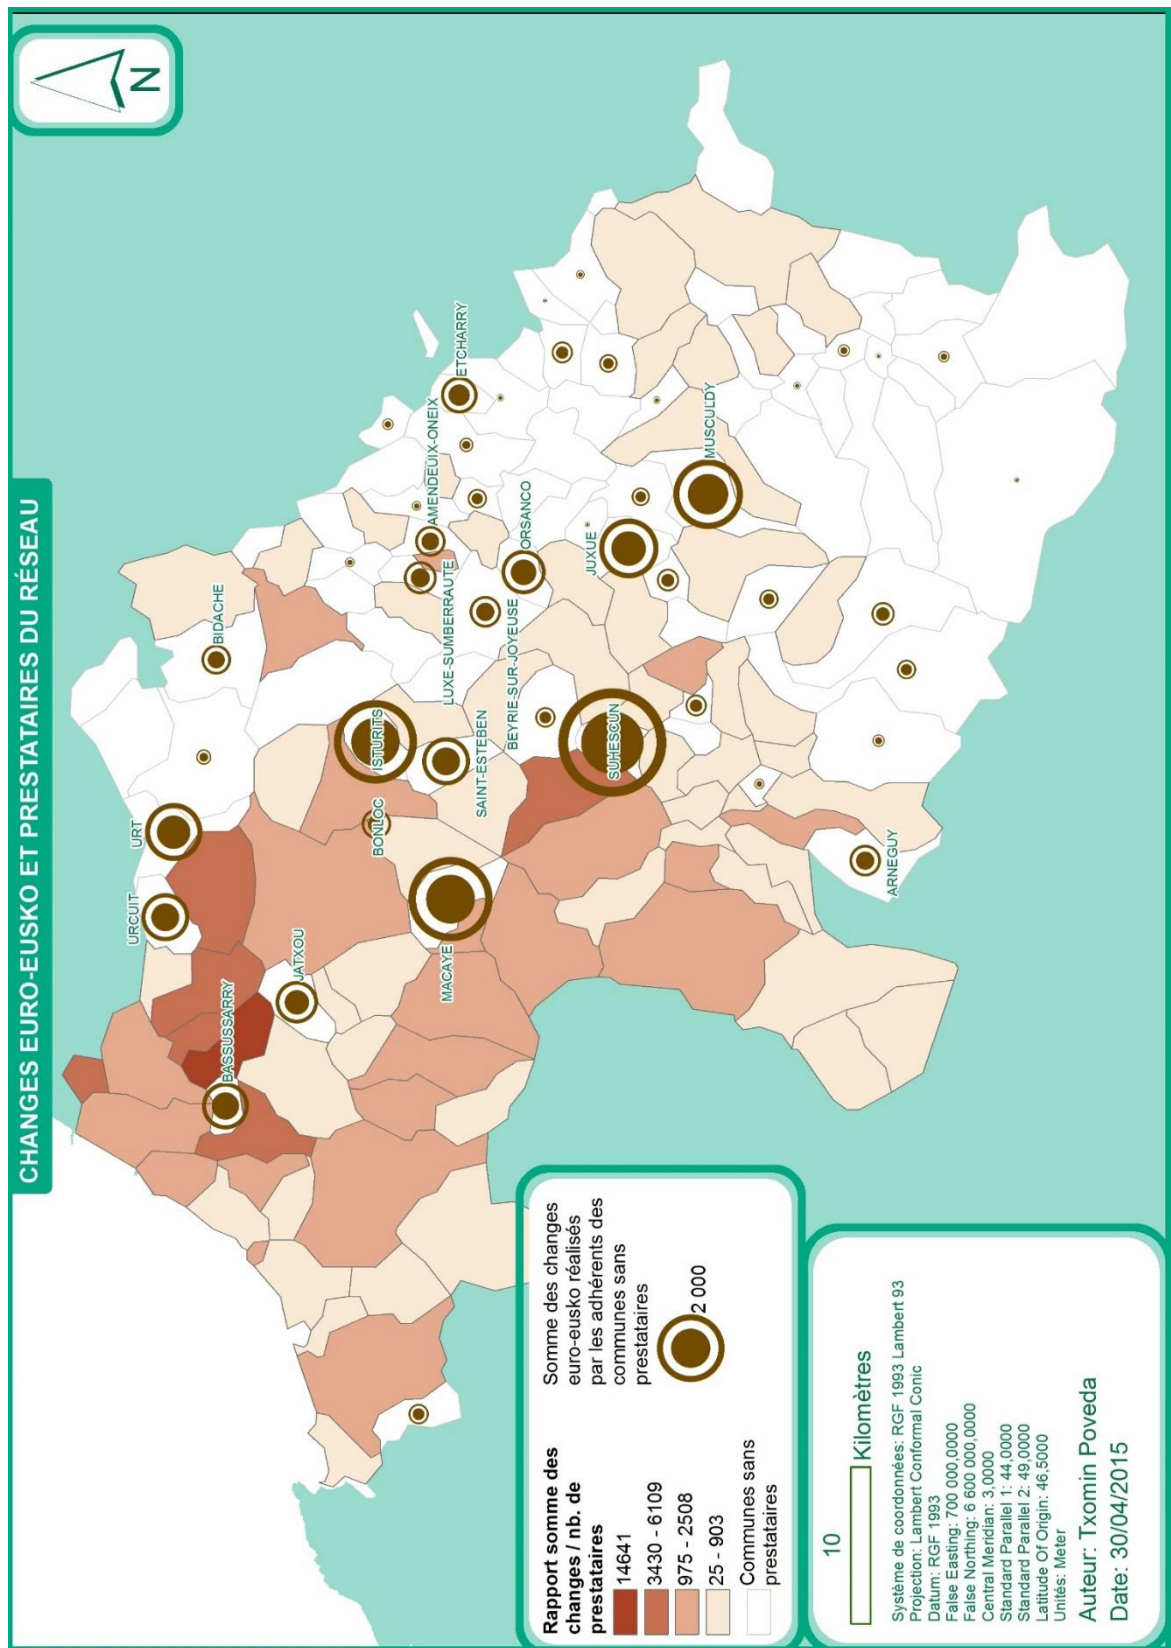 CHANGES EURO-EUSKO ET PRESTATAIRES DU RÉSEAU
N
URCUIT
URT
BIDACHE
BASSUSSARRY
JATXOU
BONLOC
ISTURITS
MACAYE
SAINT-ESTEBEN
LUXE-SUMBERRAUTE
AMENDEUIX-ONEIX
ETCHARRY
BEYRIE-SUR-JOYEUSE
ORSANCO
SUHESCUN
JUXUE
MUSCULDY
ARNEGUY
Rapport somme des
changes / nb. de
prestataires
14641
3430 - 6109
975 - 2508
25 - 903
Communes sans
prestataires
Somme des changes
euro-eusko réalisés
par les adhérents des
communes sans
prestataires
2 000
10
Kilomètres
Système de coordonnées: RGF 1993 Lambert 93
Projection: Lambert Conformal Conic
Datum: RGF 1993
False Easting: 700 000,0000
False Northing: 6 600 000,0000
Central Meridian: 3,0000
Standard Parallel 1: 44,0000
Standard Parallel 2: 49,0000
Latitude Of Origin: 46,5000
Unités: Meter
Auteur: Txomin Poveda
Date: 30/04/2015